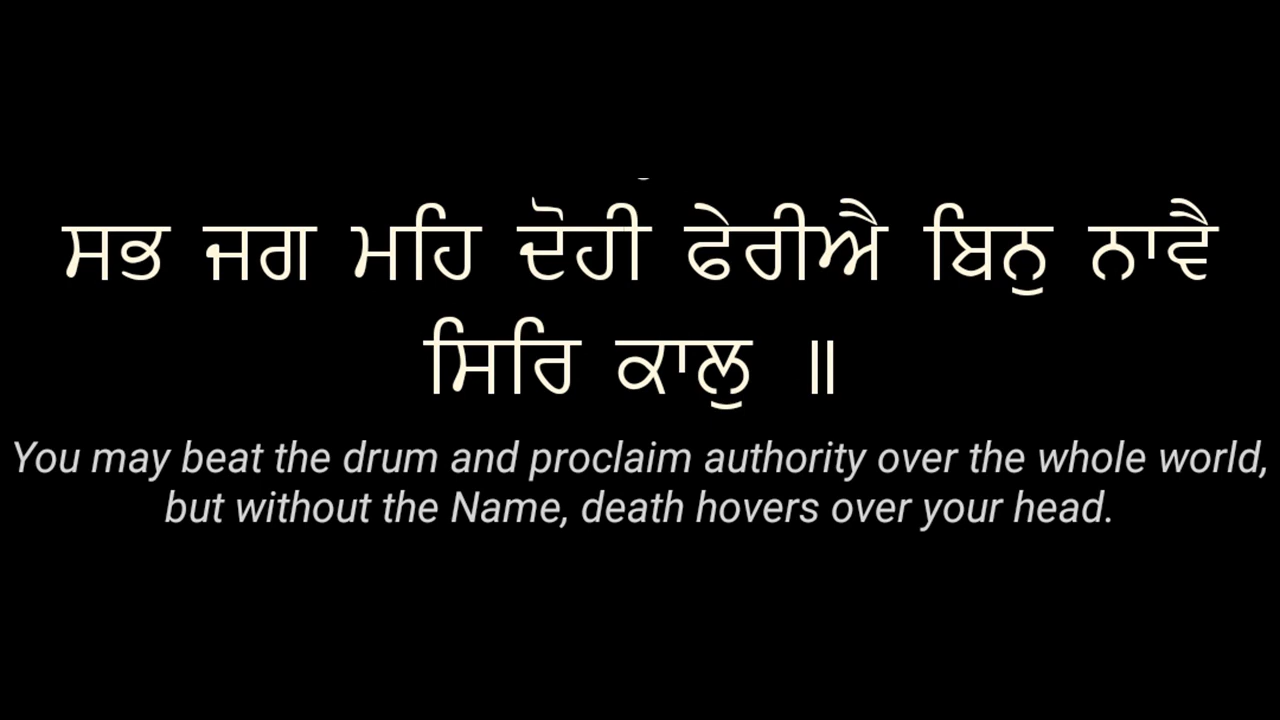 ਸਭ ਜਗ ਮਹਿ ਦੋਹੀ ਫੇਰੀਐ ਬਿਨੁ ਨਾਵੈ
ਸਿਰਿ ਕਾਲੁ ॥
You may beat the drum and proclaim authority over the whole world,
but without the Name, death hovers over your head.